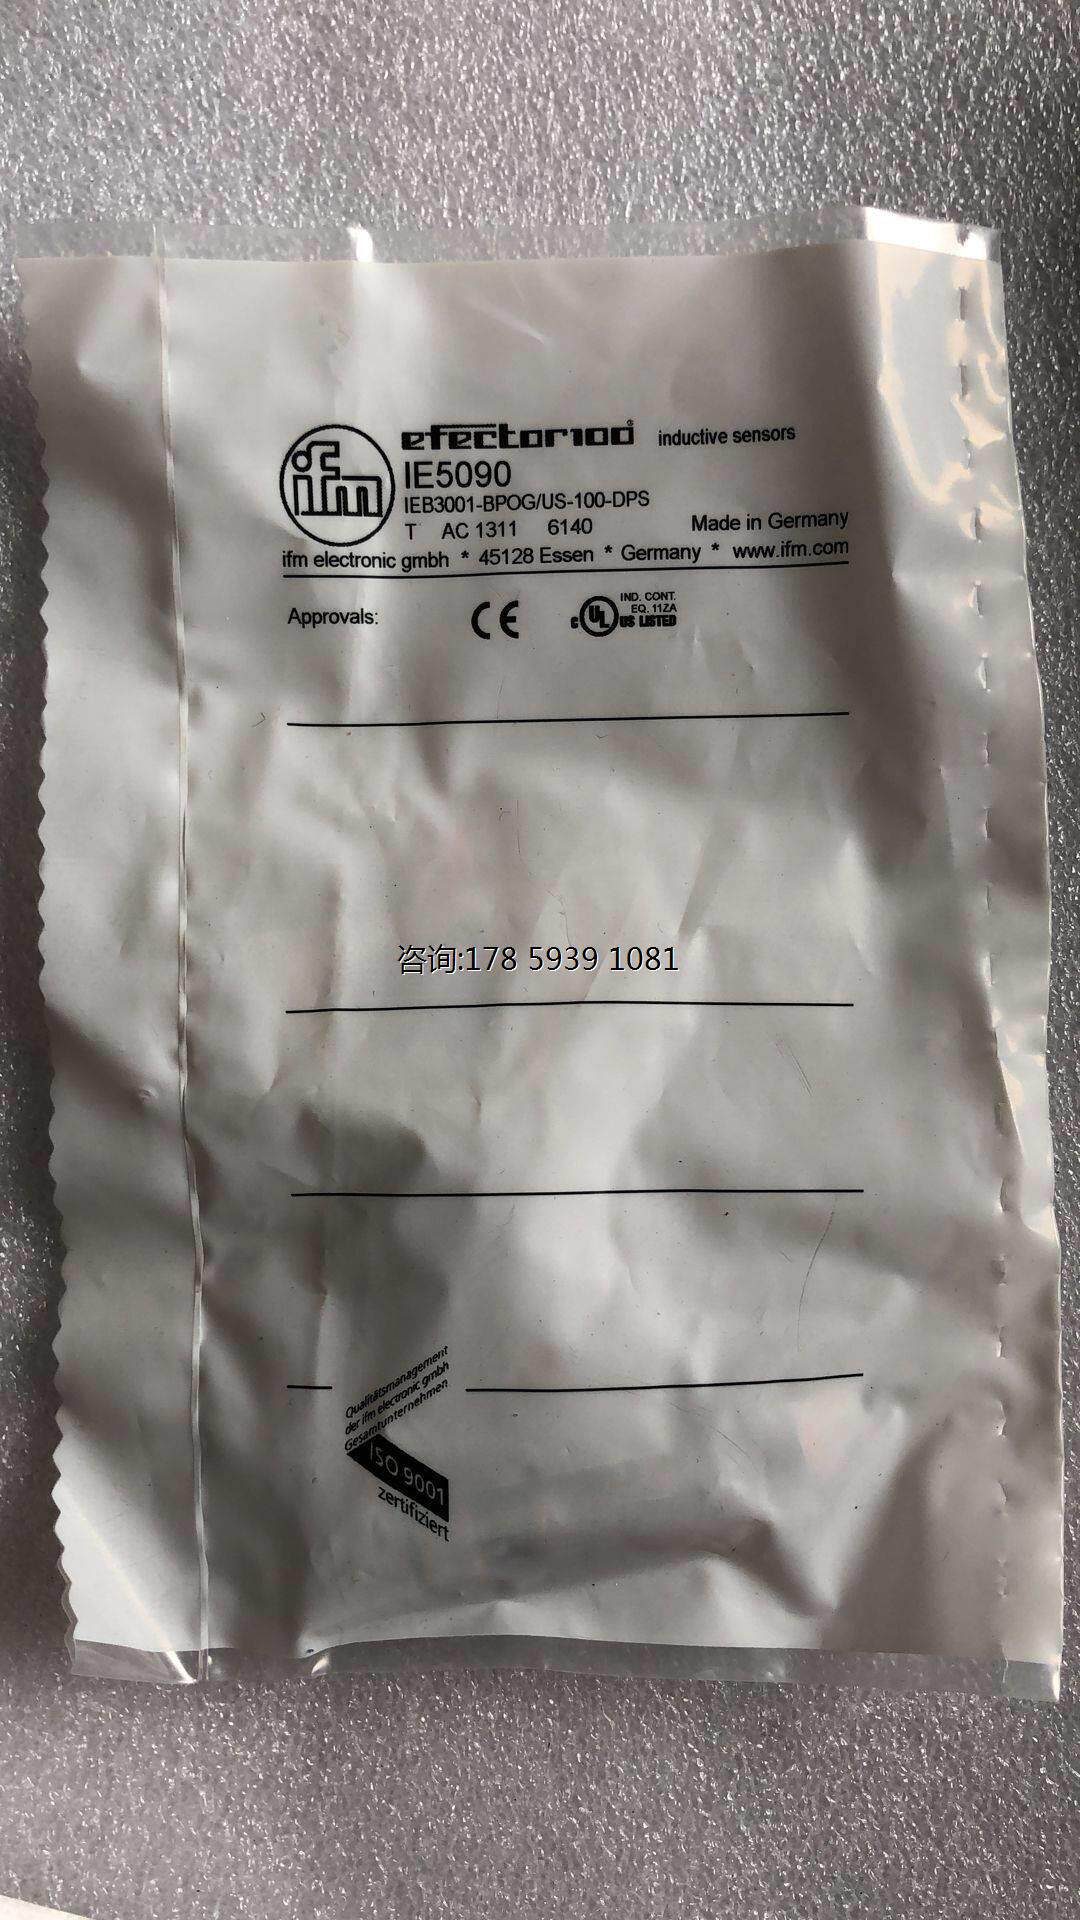 ifm
efector100®
inductive sensors
IE5090
IEB3001-BPOG/US-100-DPS
T AC 1311 6140
Made in Germany
ifm electronic gmbh * 45128 Essen * Germany * www.ifm.com
Approvals:
CE
c UL US LISTED
IND. CONT.
EQ. 11ZA
咨询:178 5939 1081
Qualitätsmanagement
der ifm electronic gmbh
Gesamtunternehmen
ISO 9001
zertifiziert